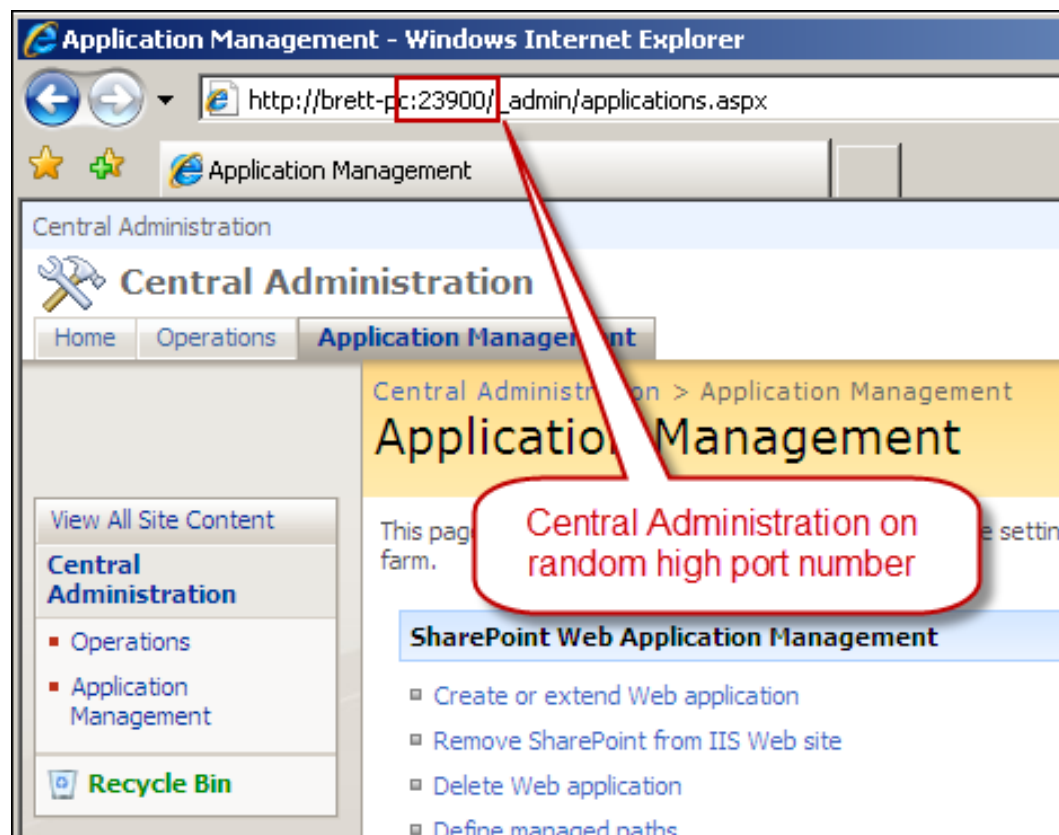 Application Management - Windows Internet Explorer
http://brett-pc:23900/_admin/applications.aspx
Application Management
Central Administration
Central Administration
Home Operations Application Management
Central Administration > Application Management
Application Management
View All Site Content
Central
Administration
Operations
Application
Management
Recycle Bin
This page
farm.
Central Administration on
random high port number
SharePoint Web Application Management
Create or extend Web application
Remove SharePoint from IIS Web site
Delete Web application
Define managed paths